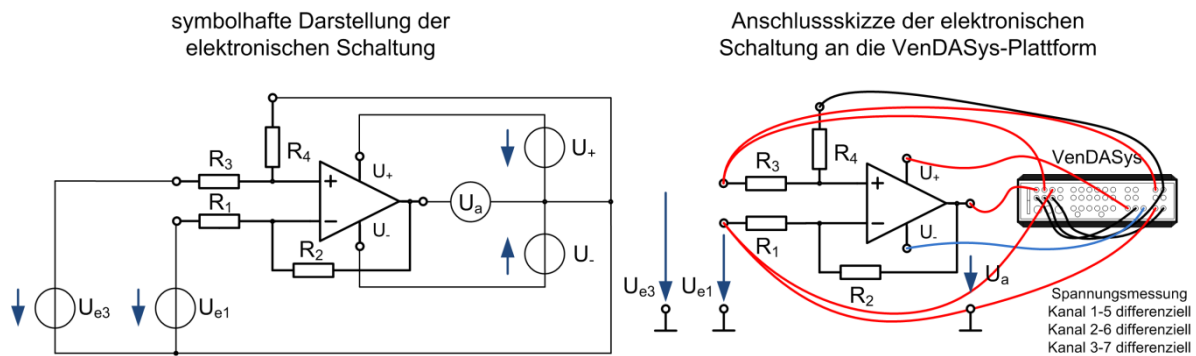 symbolhafte Darstellung der
elektronischen Schaltung
R3
R4
+
U+
U+
R1
−
Ua
U-
U-
R2
Ue3
Ue1
Anschlussskizze der elektronischen
Schaltung an die VenDASys-Plattform
VenDASys
R3
R4
+
U+
R1
−
U-
R2
Ue3
Ue1
Ua
Spannungsmessung
Kanal 1-5 differenziell
Kanal 2-6 differenziell
Kanal 3-7 differenziell